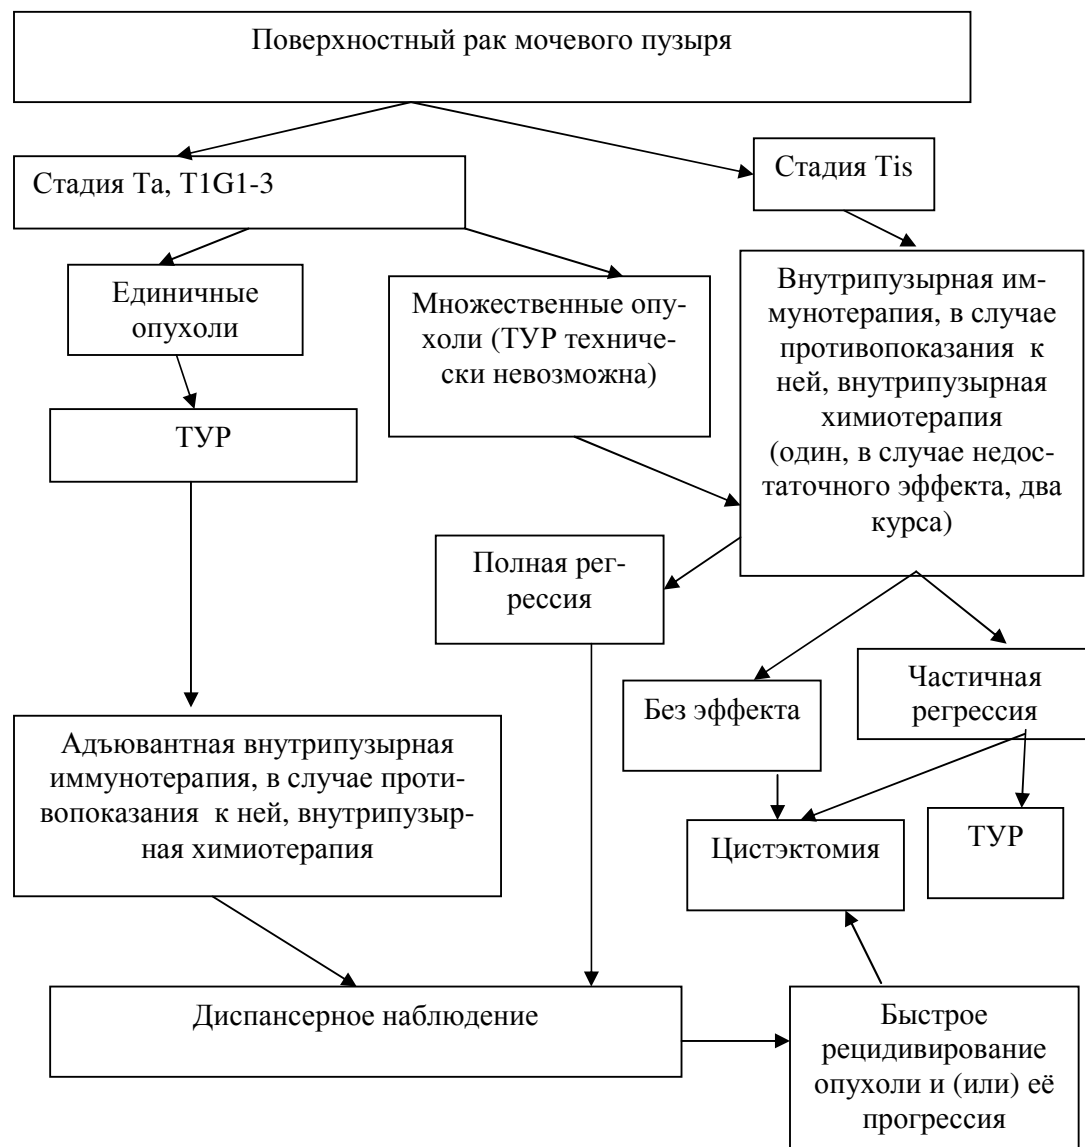 Поверхностный рак мочевого пузыря
Стадия Ta, T1G1-3
Стадия Tis
Единичные
опухоли
Множественные опу-
холи (ТУР техниче-
ски невозможна)
Внутрипузырная им-
мунотерапия, в случае
противопоказания к
ней, внутрипузырная
химиотерапия
(один, в случае недос-
таточного эффекта, два
курса)
ТУР
Полная рег-
рессия
Без эффекта
Частичная
регрессия
Адъювантная внутрипузырная
иммунотерапия, в случае проти-
вопоказания к ней, внутрипузыр-
ная химиотерапия
Цистэктомия
ТУР
Диспансерное наблюдение
Быстрое
рецидивирование
опухоли и (или) её
прогрессия